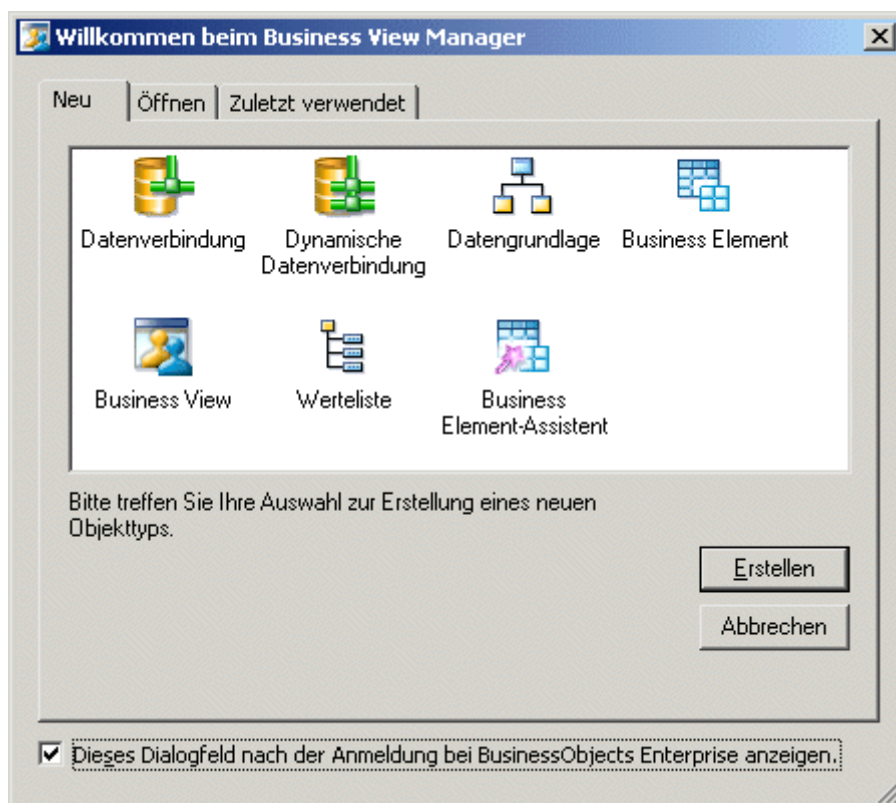 Willkommen beim Business View Manager
Neu
Öffnen
Zuletzt verwendet
Datenverbindung
Dynamische
Datenverbindung
Datengrundlage
Business Element
Business View
Werteliste
Business
Element-Assistent
Bitte treffen Sie Ihre Auswahl zur Erstellung eines neuen
Objekttyps.
Erstellen
Abbrechen
Dieses Dialogfeld nach der Anmeldung bei BusinessObjects Enterprise anzeigen.